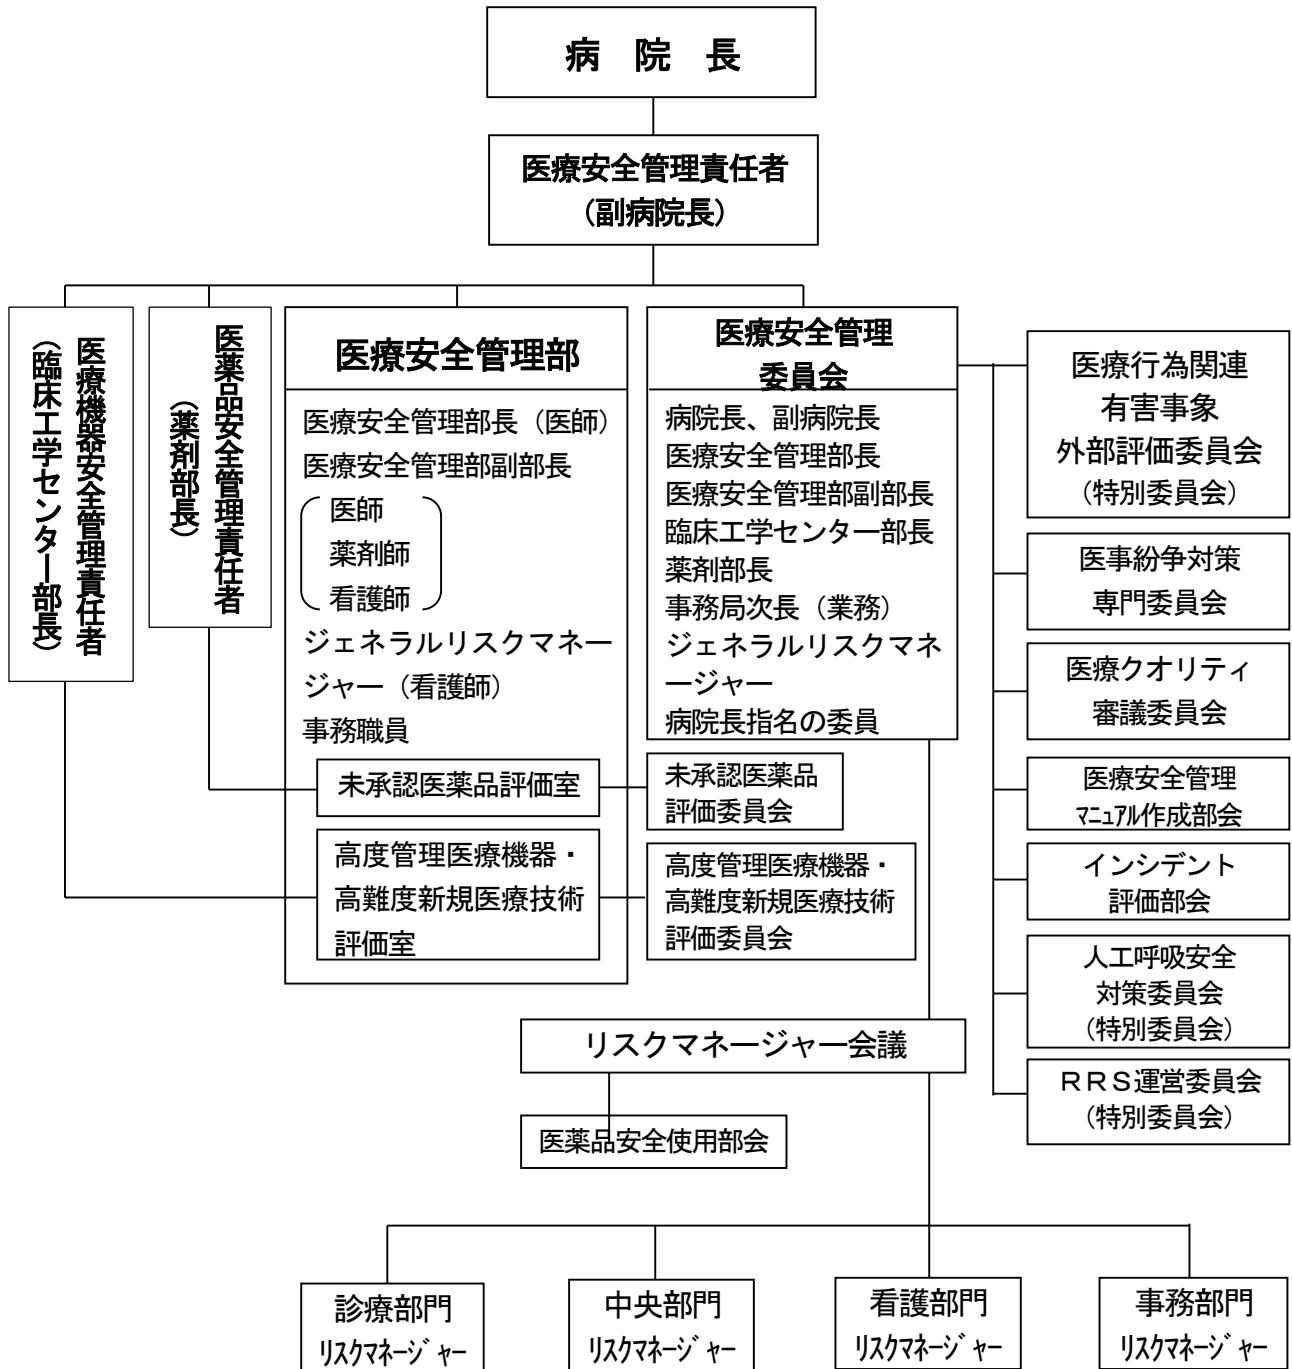 病 院 長
医療安全管理責任者
（副病院長）
医療機器安全管理責任者
（臨床工学センター部長）
医薬品安全管理責任者
（薬剤部長）
医療安全管理部
医療安全管理部長（医師）
医療安全管理部副部長
医師
薬剤師
看護師
ジェネラルリスクマネー
ジャー（看護師）
事務職員
未承認医薬品評価室
高度管理医療機器・
高難度新規医療技術
評価室
医療安全管理
委員会
病院長、副病院長
医療安全管理部長
医療安全管理部副部長
臨床工学センター部長
薬剤部長
事務局次長（業務）
ジェネラルリスクマネ
ージャー
病院長指名の委員
未承認医薬品
評価委員会
高度管理医療機器・
高難度新規医療技術
評価委員会
医療行為関連
有害事象
外部評価委員会
（特別委員会）
医事紛争対策
専門委員会
医療クオリティ
審議委員会
医療安全管理
ﾏﾆｭｱﾙ作成部会
インシデント
評価部会
人工呼吸安全
対策委員会
（特別委員会）
ＲＲＳ運営委員会
（特別委員会）
リスクマネージャー会議
医薬品安全使用部会
診療部門
ﾘｽｸﾏﾈｰｼﾞｬｰ
中央部門
ﾘｽｸﾏﾈｰｼﾞｬｰ
看護部門
ﾘｽｸﾏﾈｰｼﾞｬｰ
事務部門
ﾘｽｸﾏﾈｰｼﾞｬｰ